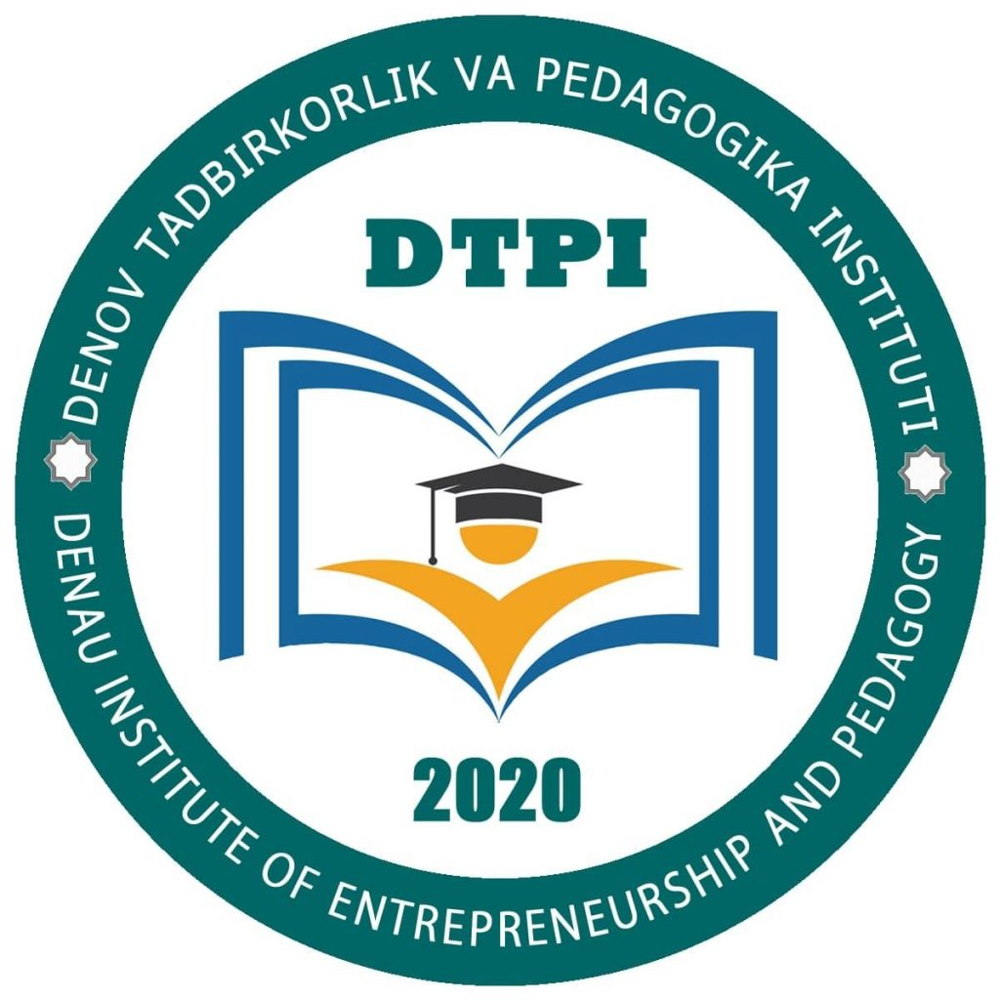 DENOV TADBIRKORLIK VA PEDAGOGIKA INSTITUTI
DTPI
2020
DENAU INSTITUTE OF ENTREPRENEURSHIP AND PEDAGOGY